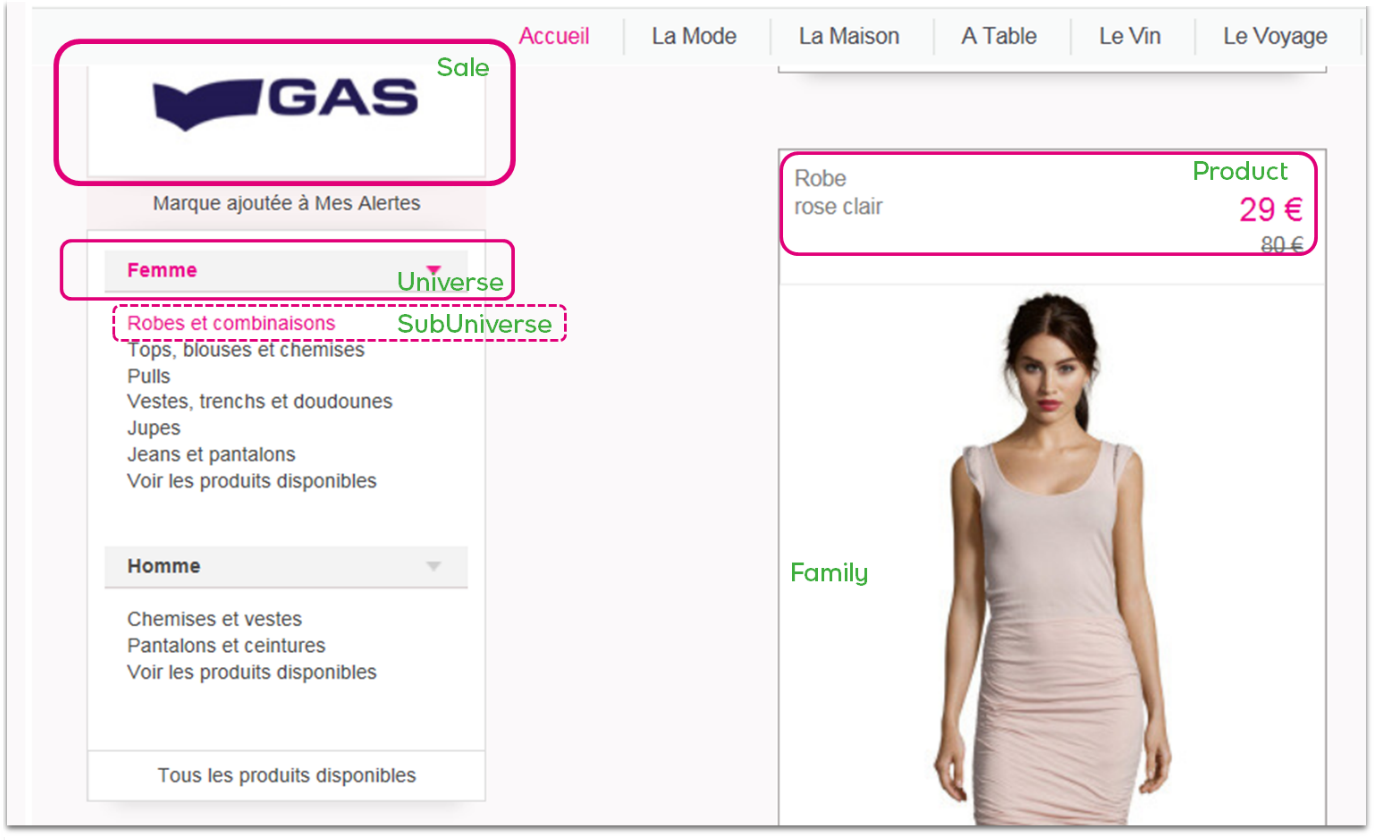 Accueil La Mode La Maison A Table Le Vin Le Voyage
Sale
GAS
Marque ajoutée à Mes Alertes
Femme
Universe
Robes et combinaisons
SubUniverse
Tops, blouses et chemises
Pulls
Vestes, trenchs et doudounes
Jupes
Jeans et pantalons
Voir les produits disponibles
Homme
Chemises et vestes
Pantalons et ceintures
Voir les produits disponibles
Tous les produits disponibles
Product
Robe
rose clair
29 €
80 €
Family